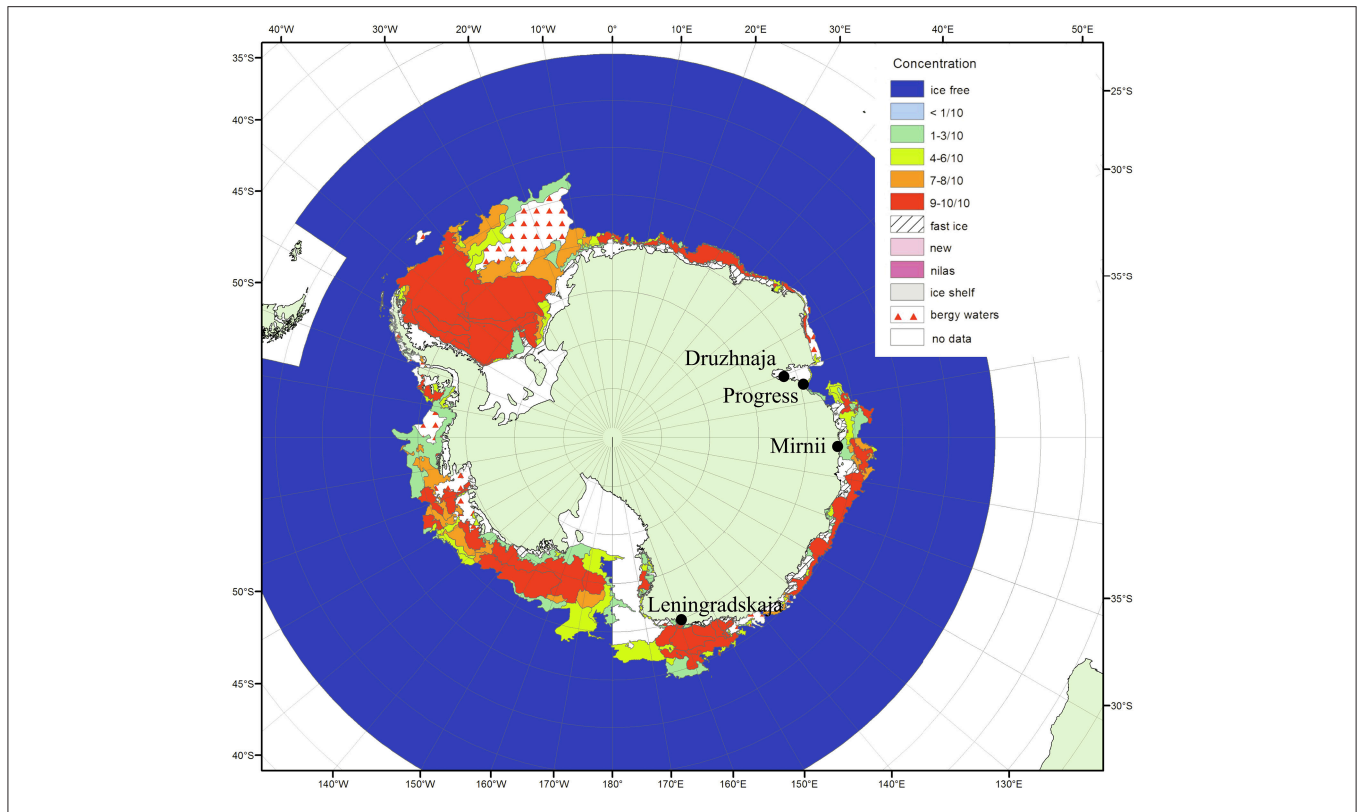 40°W 30°W 20°W 10°W 0° 10°E 20°E 30°E 50°E
35°S
40°S
45°S
50°S
50°S
45°S
40°S
Concentration
ice free
< 1/10
1-3/10
4-6/10
7-8/10
9-10/10
fast ice
new
nilas
ice shelf
bergy waters
no data
25°S
30°S
35°S
35°S
30°S
Druzhnaja
Progress
Mirnii
Leningradskaja
140°W 150°W 160°W 170°W 180° 170°E 160°E 150°E 140°E 130°E